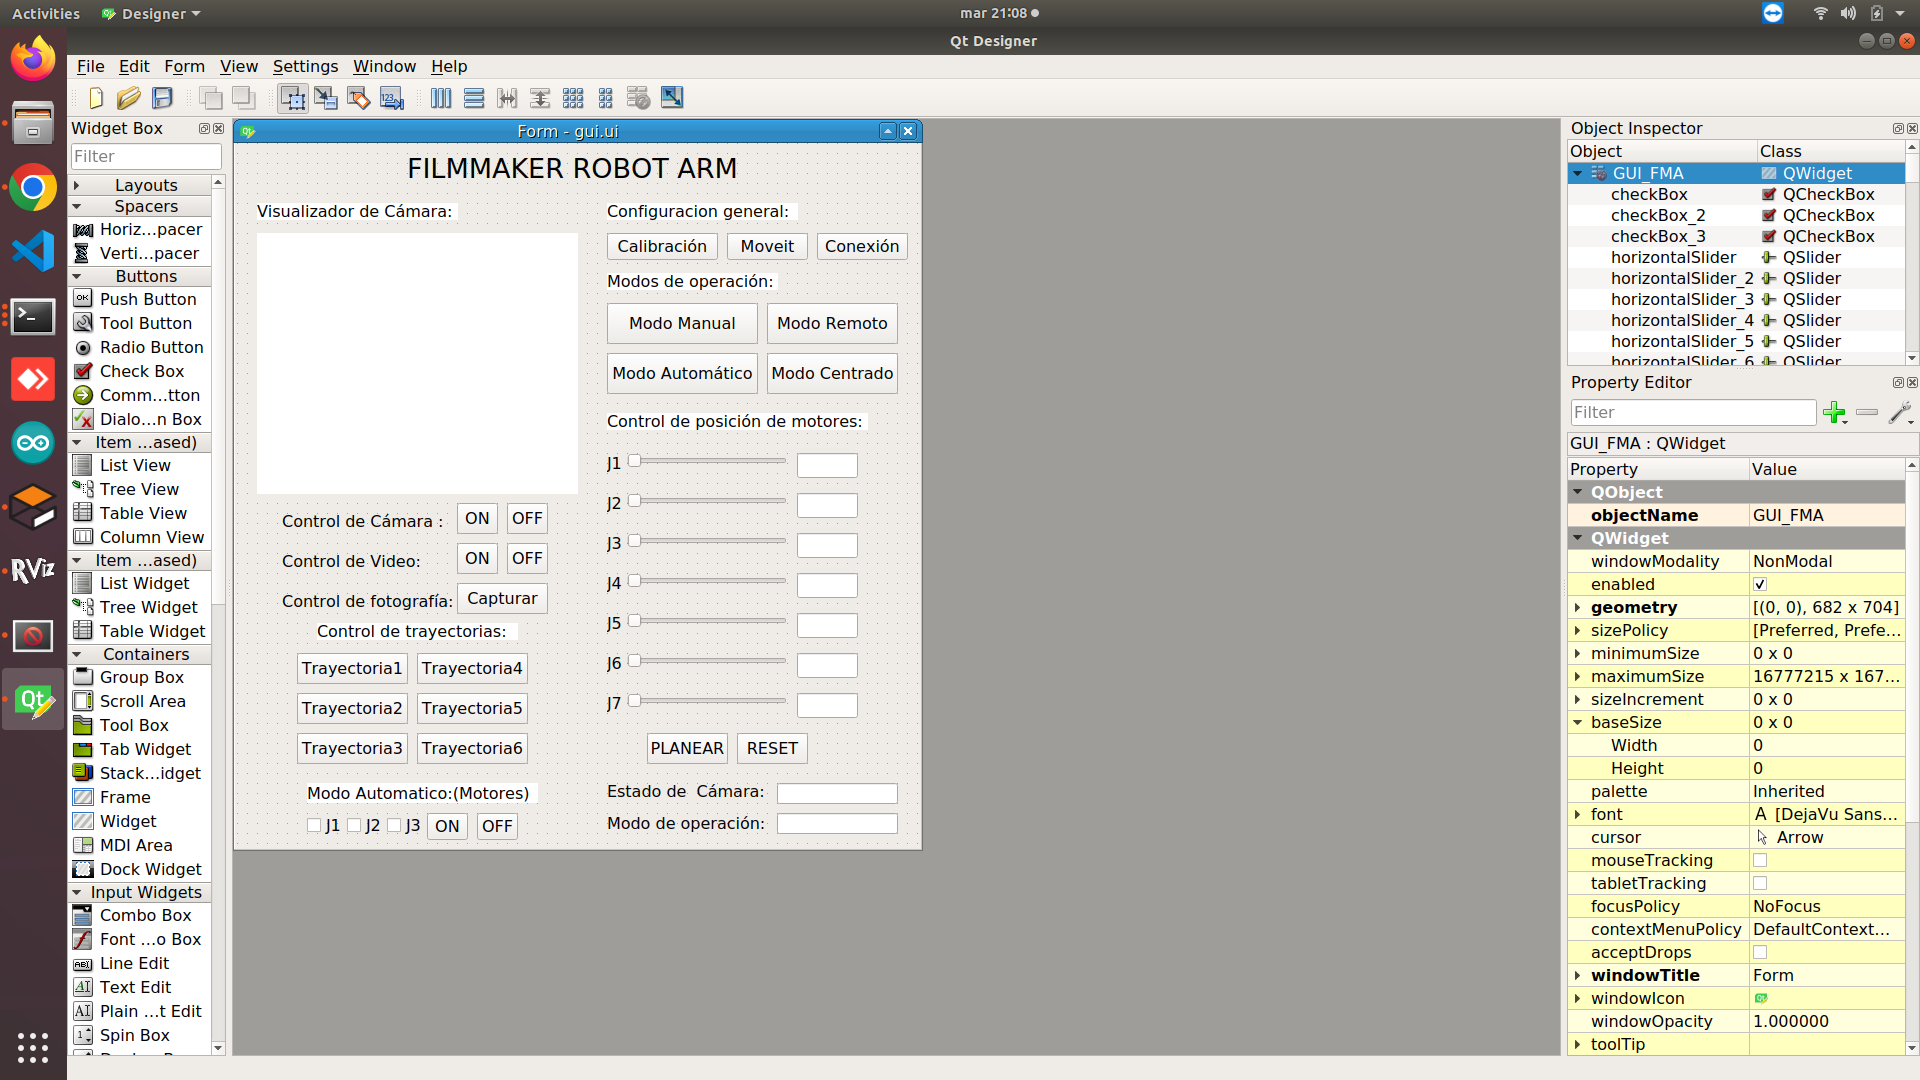 Activities
Designer
mar 21:08
Qt Designer
File Edit Form View Settings Window Help
Widget Box
Filter
Layouts
Spacers
Horiz...pacer
Verti...pacer
Buttons
Push Button
Tool Button
Radio Button
Check Box
Comm...tton
Dialo...n Box
Item ...ased)
List View
Tree View
Table View
Column View
Item ...ased)
List Widget
Tree Widget
Table Widget
Containers
Group Box
Scroll Area
Tool Box
Tab Widget
Stack...idget
Frame
Widget
MDI Area
Dock Widget
Input Widgets
Combo Box
Font ...o Box
Line Edit
Text Edit
Plain ...t Edit
Spin Box
RViz
Qt
Form - gui.ui
FILMMAKER ROBOT ARM
Visualizador de Cámara:
Control de Cámara : ON OFF
Control de Video: ON OFF
Control de fotografía: Capturar
Control de trayectorias:
Trayectoria1 Trayectoria4
Trayectoria2 Trayectoria5
Trayectoria3 Trayectoria6
Modo Automatico:(Motores)
J1 J2 J3 ON OFF
Configuracion general:
Calibración Moveit Conexión
Modos de operación:
Modo Manual Modo Remoto
Modo Automático Modo Centrado
Control de posición de motores:
J1
J2
J3
J4
J5
J6
J7
PLANEAR RESET
Estado de  Cámara:
Modo de operación:
Object Inspector
Object Class
GUI_FMA QWidget
checkBox QCheckBox
checkBox_2 QCheckBox
checkBox_3 QCheckBox
horizontalSlider QSlider
horizontalSlider_2 QSlider
horizontalSlider_3 QSlider
horizontalSlider_4 QSlider
horizontalSlider_5 QSlider
horizontalSlider_6 QSlider
Property Editor
Filter
GUI_FMA : QWidget
Property Value
QObject
objectName GUI_FMA
QWidget
windowModality NonModal
enabled
geometry [(0, 0), 682 x 704]
sizePolicy [Preferred, Prefe...
minimumSize 0 x 0
maximumSize 16777215 x 167...
sizeIncrement 0 x 0
baseSize 0 x 0
Width 0
Height 0
palette Inherited
font A [DejaVu Sans...
cursor Arrow
mouseTracking
tabletTracking
focusPolicy NoFocus
contextMenuPolicy DefaultContext...
acceptDrops
windowTitle Form
windowIcon
windowOpacity 1.000000
toolTip